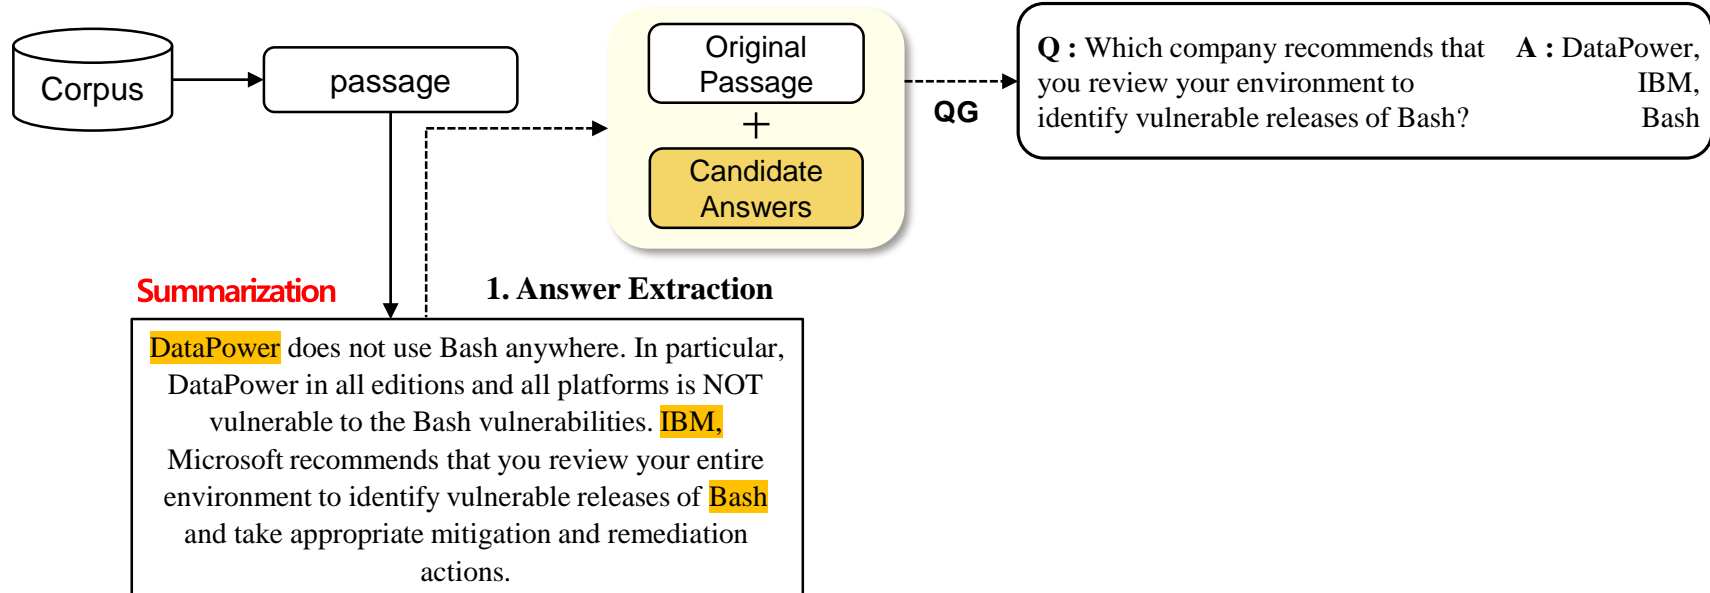 Corpus
passage
Original
Passage
+
Candidate
Answers
QG
Q : Which company recommends that
you review your environment to
identify vulnerable releases of Bash?
A : DataPower,
IBM,
Bash
Summarization
1. Answer Extraction
DataPower does not use Bash anywhere. In particular,
DataPower in all editions and all platforms is NOT
vulnerable to the Bash vulnerabilities. IBM,
Microsoft recommends that you review your entire
environment to identify vulnerable releases of Bash
and take appropriate mitigation and remediation
actions.